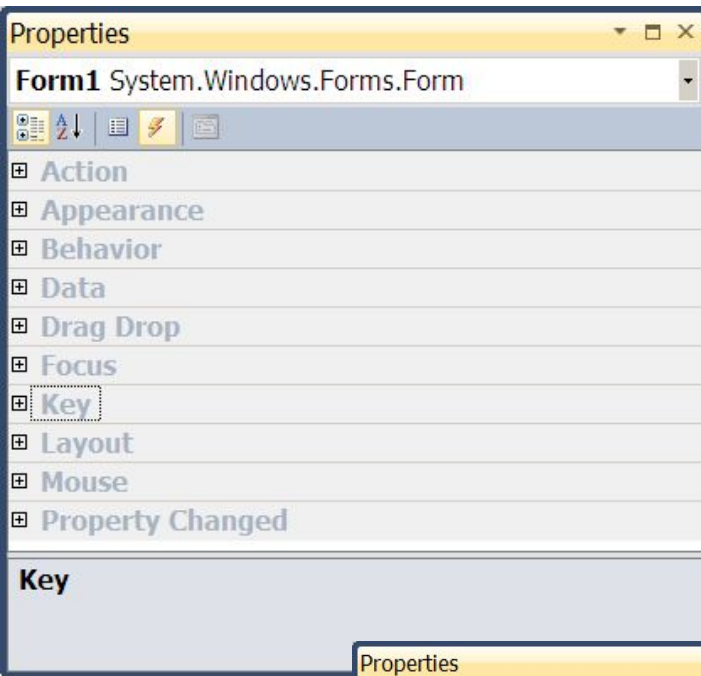 Properties
Form1 System.Windows.Forms.Form
A
Z
Action
Appearance
Behavior
Data
Drag Drop
Focus
Key
Layout
Mouse
Property Changed
Key
Properties